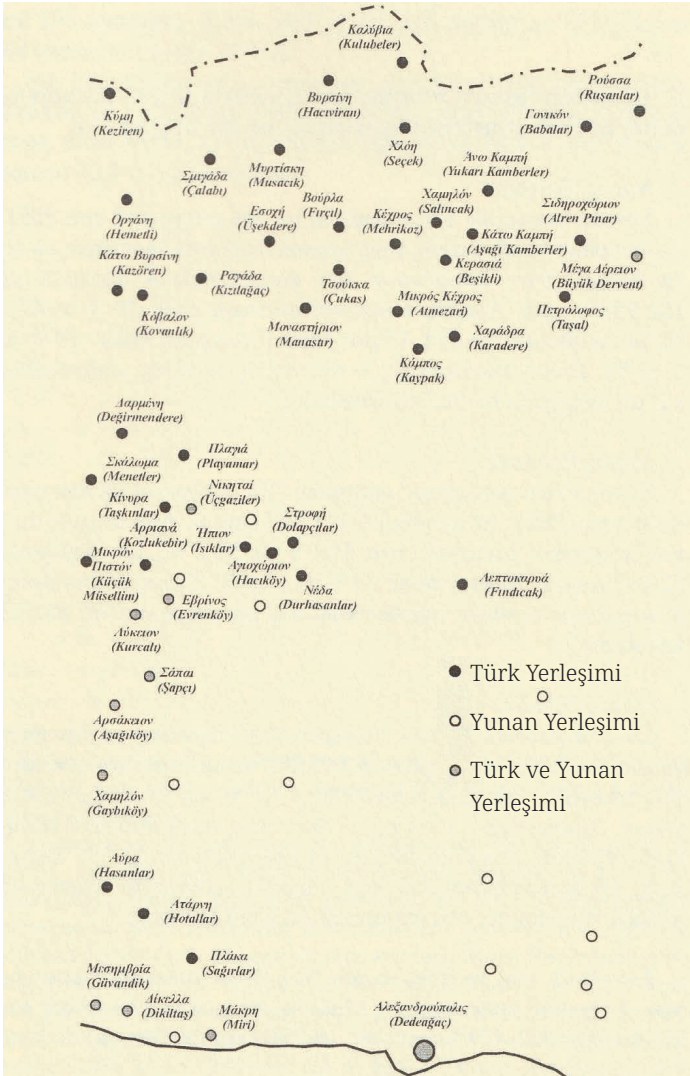 Καλύβια
(Kulubeler)
Βυρσίνη
(Hacıviran)
Ρούσσα
(Ruşanlar)
Κύμη
(Keziren)
Γονικόν
(Babalar)
Χλόη
(Seçek)
Άνω Καμπή
(Yukarı Kamberler)
Μυρτίσκη
(Musacık)
Σμιγάδα
(Çalabı)
Χαμηλόν
(Salıncak)
Βούρλα
(Fırçıl)
Σιδηροχώριον
(Alren Pınar)
Οργάνη
(Hemetli)
Εσοχή
(Üşekdere)
Κέχρος
(Mehrikoz)
Κάτω Καμπή
(Aşağı Kamberler)
Κάτω Βυρσίνη
(Kazören)
Κερασιά
(Beşikli)
Μέγα Δέρειον
(Büyük Dervent)
Ραγάδα
(Kızılağaç)
Τσούκκα
(Çukas)
Μικρός Κέχρος
(Atmezari)
Πετρόλοφος
(Taşal)
Κόβαλον
(Kovanlık)
Μοναστήριον
(Manastır)
Χαράδρα
(Karadere)
Κάμπος
(Kaypak)
Δαρμένη
(Değirmendere)
Πλαγιά
(Playamar)
Σκάλωμα
(Menetler)
Νικηταί
(Üçgaziler)
Κίνυρα
(Taşkınlar)
Στροφή
(Dolapçılar)
Αρριανά
(Kozlukebir)
Ήπιον
(Isıklar)
Μικρόν
Πιστόν
(Küçük
Müsellim)
Αγιοχώριον
(Hacıköy)
Νέδα
(Durhasanlar)
Λεπτοκαρυά
(Fındıcak)
Εβρίνος
(Evrenköy)
Λύκειον
(Kurcalı)
Σάπαι
(Şapçı)
Türk Yerleşimi
Αρσάκειον
(Aşağıköy)
Yunan Yerleşimi
Türk ve Yunan
Yerleşimi
Χαμηλόν
(Gaybıköy)
Αύρα
(Hasanlar)
Ατάρνη
(Hotallar)
Πλάκα
(Sağırlar)
Μεσημβρία
(Güvandik)
Δίκελλα
(Dikiltaş)
Μάκρη
(Miri)
Αλεξανδρούπολις
(Dedeağaç)